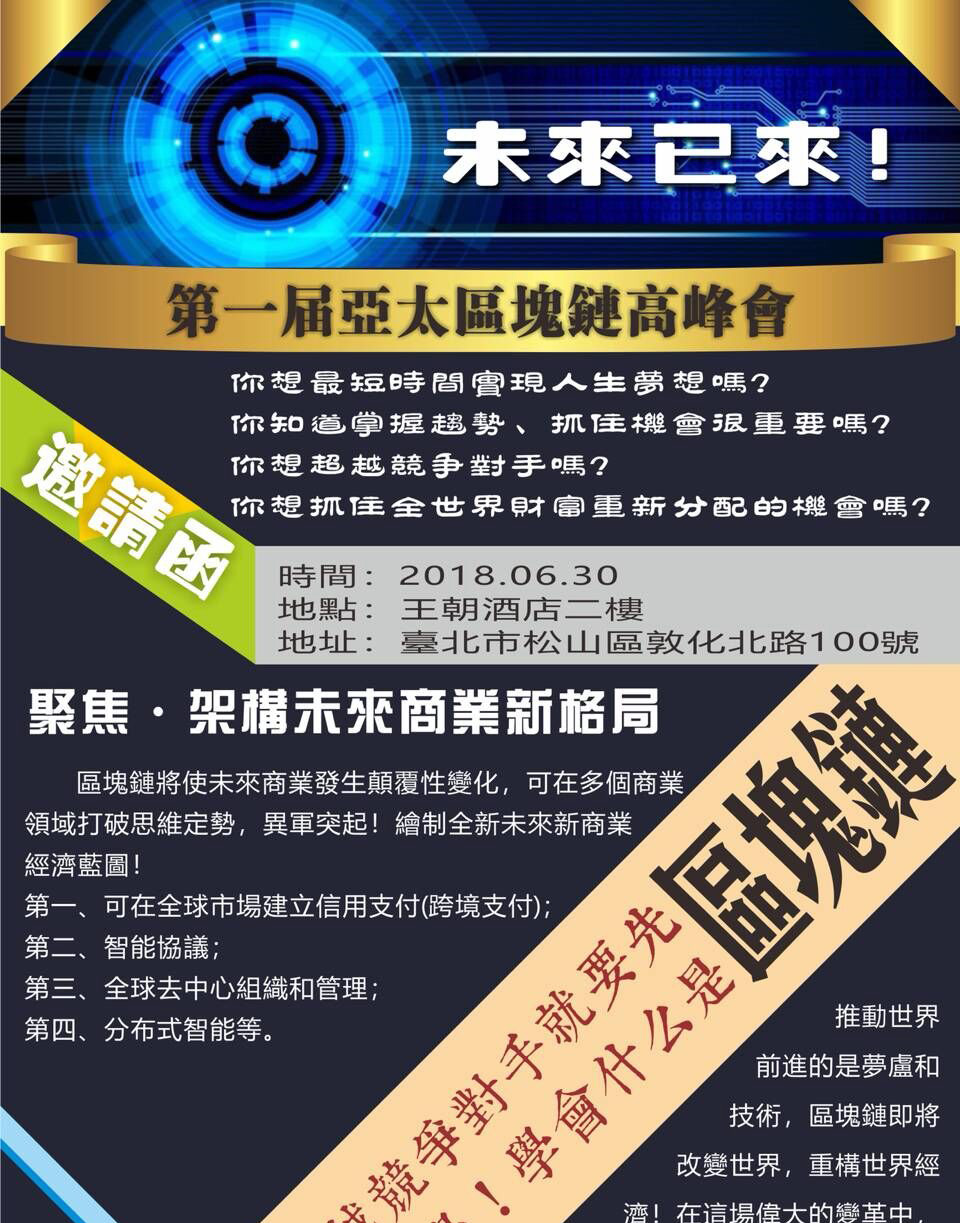 未來已來!
第一届亞太區塊鏈高峰會
你想最短時間實現人生夢想嗎?
你知道掌握趨勢、抓住機會很重要嗎?
你想超越競爭對手嗎?
你想抓住全世界財富重新分配的機會嗎?
邀請函
時間: 2018.06.30
地點: 王朝酒店二樓
地址: 臺北市松山區敦化北路100號
聚焦·架構未來商業新格局
區塊鏈將使未來商業發生顛覆性變化，可在多個商業
領域打破思維定勢，異軍突起！繪制全新未來新商業
經濟藍圖！
第一、可在全球市場建立信用支付(跨境支付)；
第二、智能協議；
第三、全球去中心組織和管理；
第四、分布式智能等。
競爭對手就要先
！學會什么是
區塊鏈
推動世界
前進的是夢盧和
技術，區塊鏈即將
改變世界，重構世界經
濟！在這場偉大的變革中，